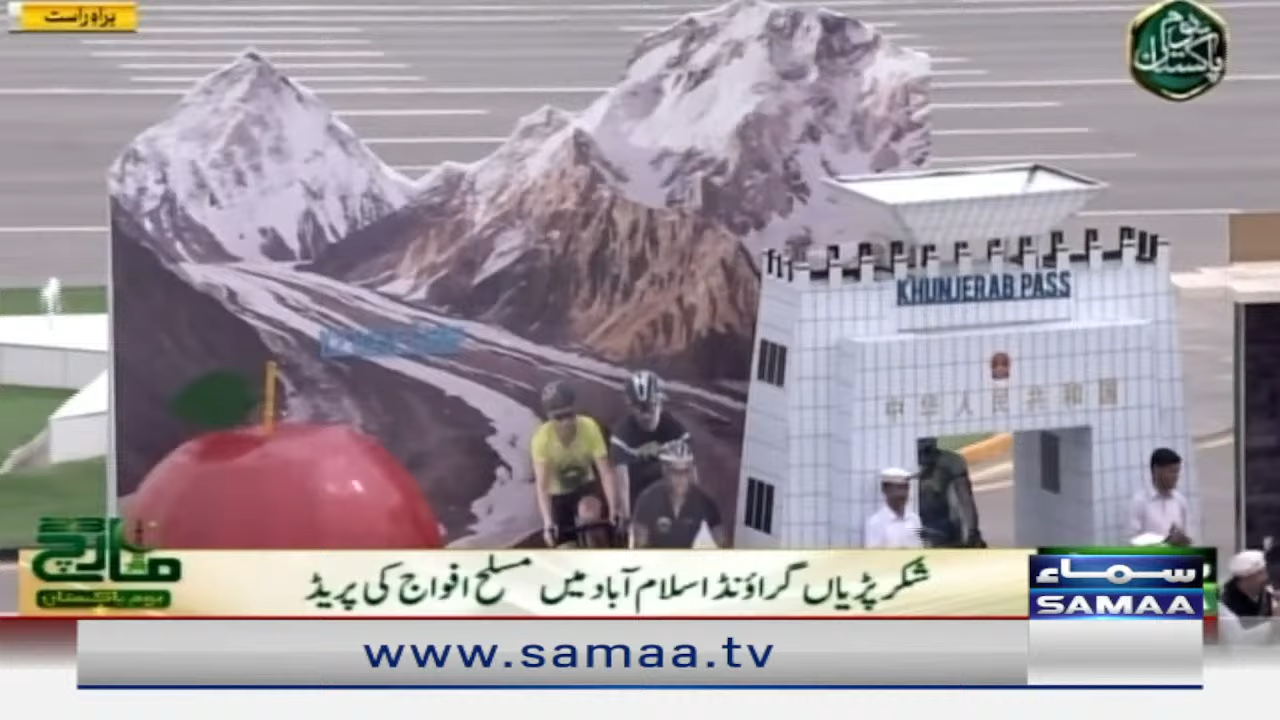 براہِ راست
یوم پاکستان
KHUNJERAB PASS
中华人民共和国
23 مارچ
یوم پاکستان
شکرپڑیاں گراؤنڈ اسلام آباد میں مسلح افواج کی پریڈ
سماء
SAMAA
www.samaa.tv